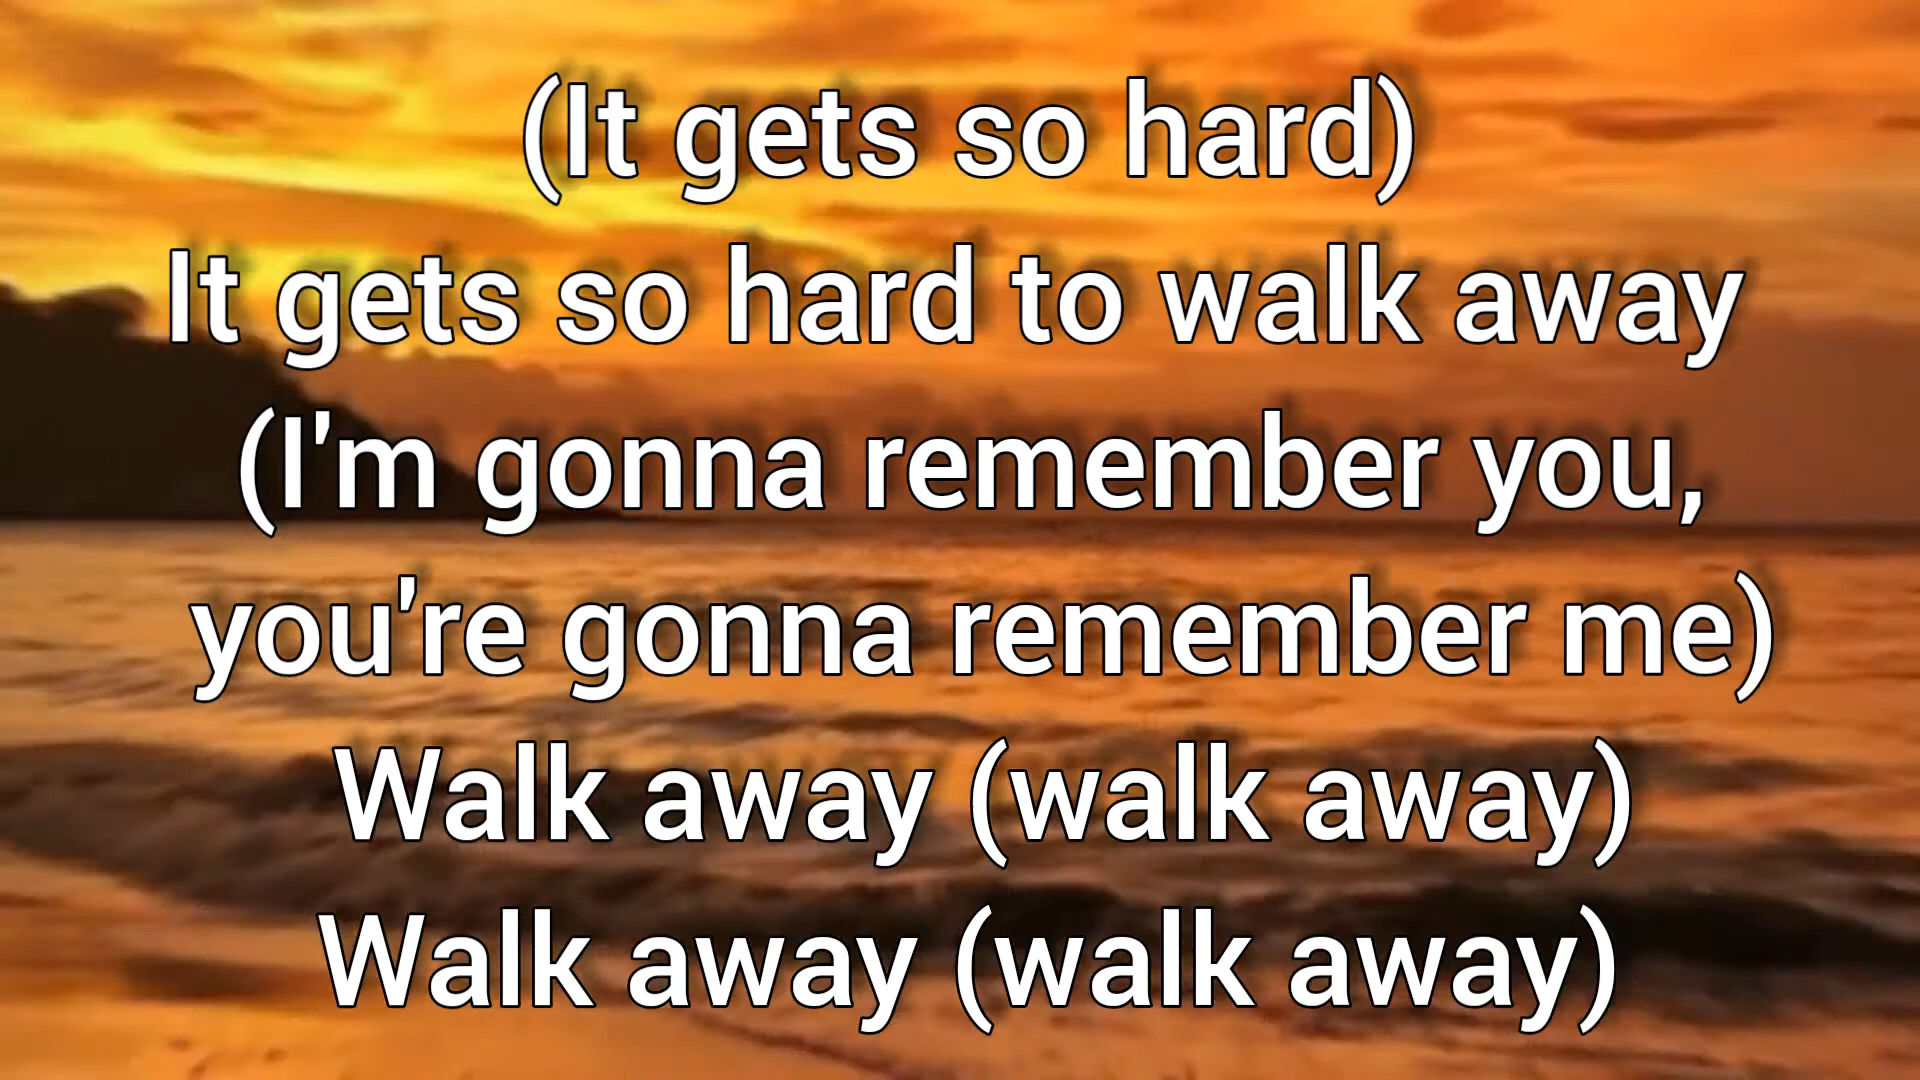 (It gets so hard)
It gets so hard to walk away
(I'm gonna remember you,
you're gonna remember me)
Walk away (walk away)
Walk away (walk away)